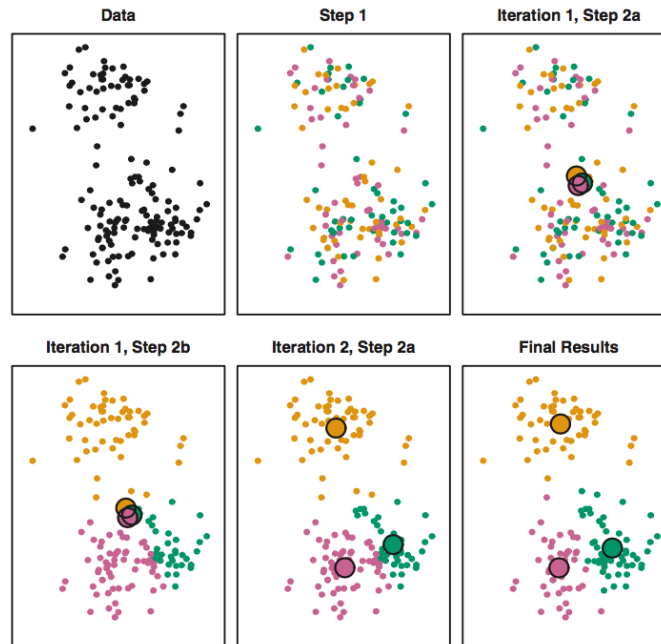 Data
Step 1
Iteration 1, Step 2a
Iteration 1, Step 2b
Iteration 2, Step 2a
Final Results